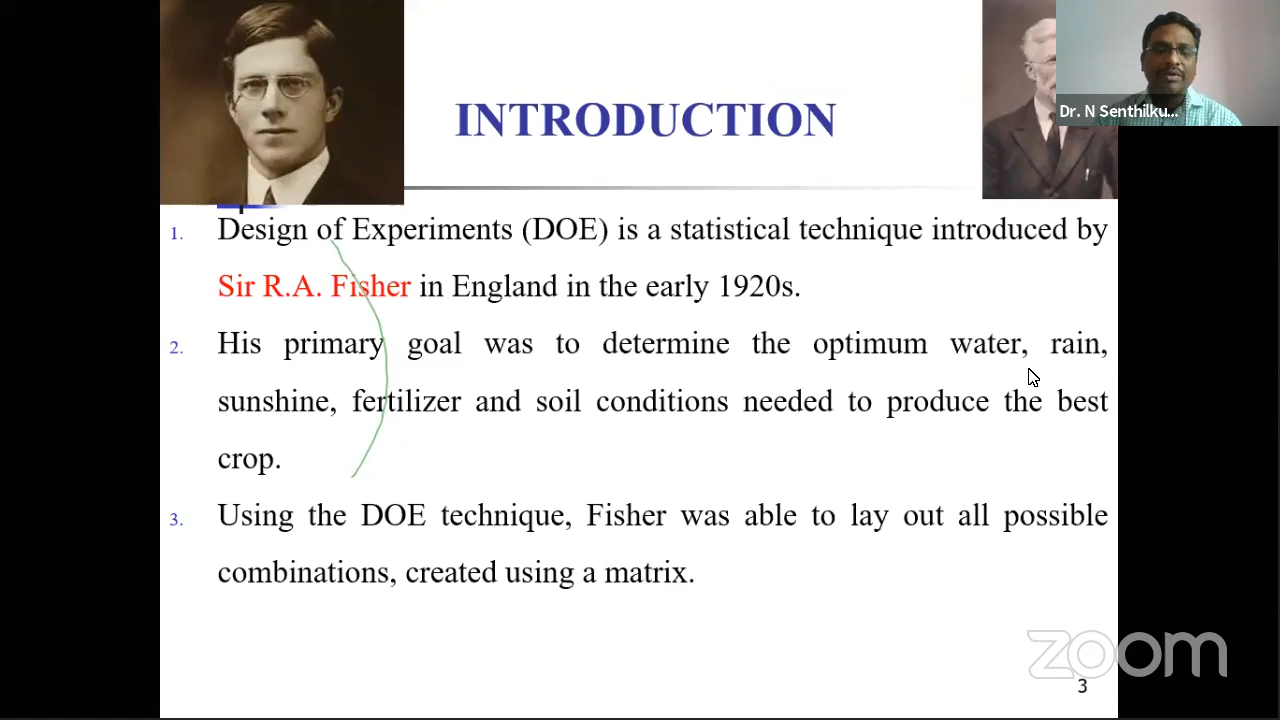 INTRODUCTION
Dr. N Senthilku...
1. Design of Experiments (DOE) is a statistical technique introduced by
Sir R.A. Fisher in England in the early 1920s.
2. His primary goal was to determine the optimum water, rain,
sunshine, fertilizer and soil conditions needed to produce the best
crop.
3. Using the DOE technique, Fisher was able to lay out all possible
combinations, created using a matrix.
zoom
3